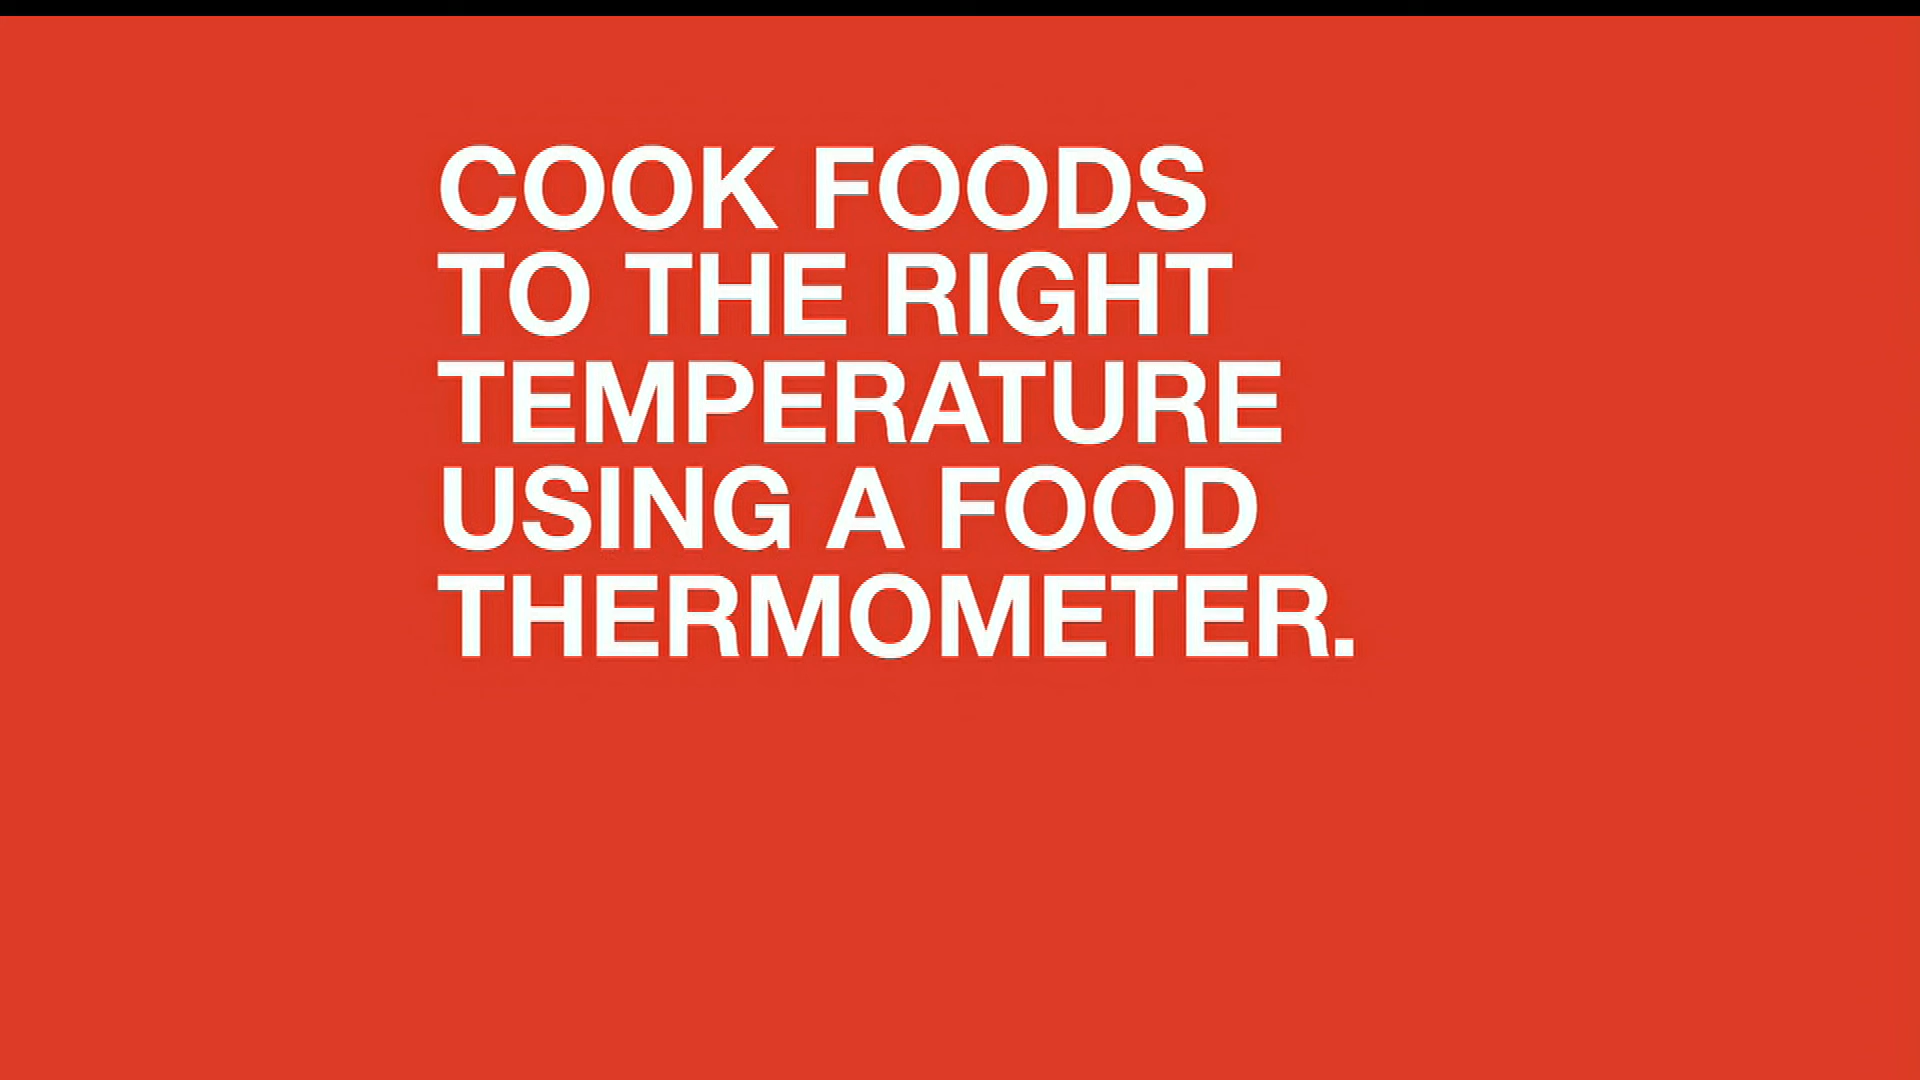 COOK FOODS
TO THE RIGHT
TEMPERATURE
USING A FOOD
THERMOMETER.